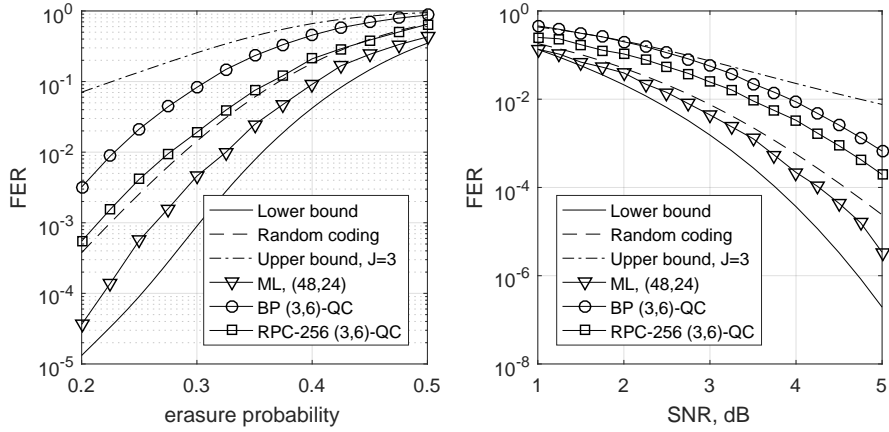 10^0
10^-1
10^-2
10^-3
10^-4
10^-5
FER
0.2 0.3 0.4 0.5
erasure probability
Lower bound
Random coding
Upper bound, J=3
ML, (48,24)
BP (3,6)-QC
RPC-256 (3,6)-QC
10^0
10^-2
10^-4
10^-6
10^-8
FER
1 2 3 4 5
SNR, dB
Lower bound
Random coding
Upper bound, J=3
ML, (48,24)
BP (3,6)-QC
RPC-256 (3,6)-QC